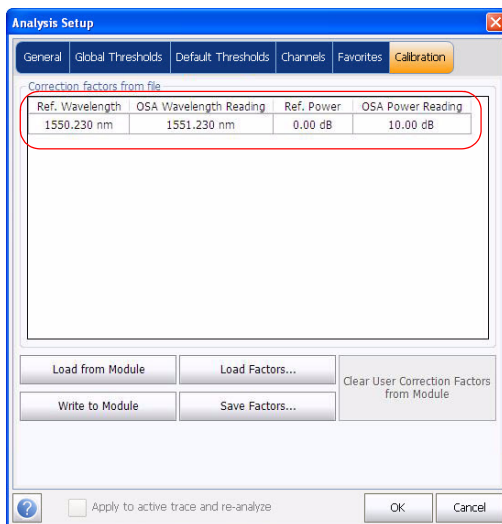 Analysis Setup
General Global Thresholds Default Thresholds Channels Favorites Calibration
Correction factors from file
Ref. Wavelength OSA Wavelength Reading Ref. Power OSA Power Reading
1550.230 nm 1551.230 nm 0.00 dB 10.00 dB
Load from Module Load Factors... Clear User Correction Factors from Module
Write to Module Save Factors...
? Apply to active trace and re-analyze OK Cancel